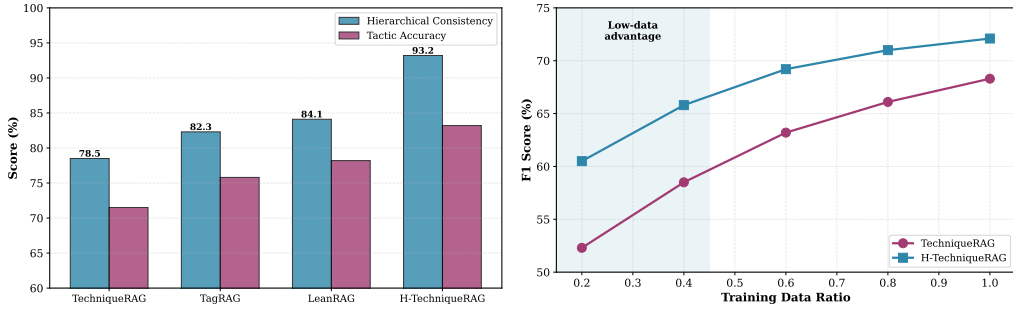 100
95
90
85
80
75
70
65
60
Score (%)
Hierarchical Consistency
Tactic Accuracy
78.5
82.3
84.1
93.2
TechniqueRAG
TagRAG
LeanRAG
H-TechniqueRAG
75
70
65
60
55
50
F1 Score (%)
Low-data
advantage
TechniqueRAG
H-TechniqueRAG
0.2
0.3
0.4
0.5
0.6
0.7
0.8
0.9
1.0
Training Data Ratio